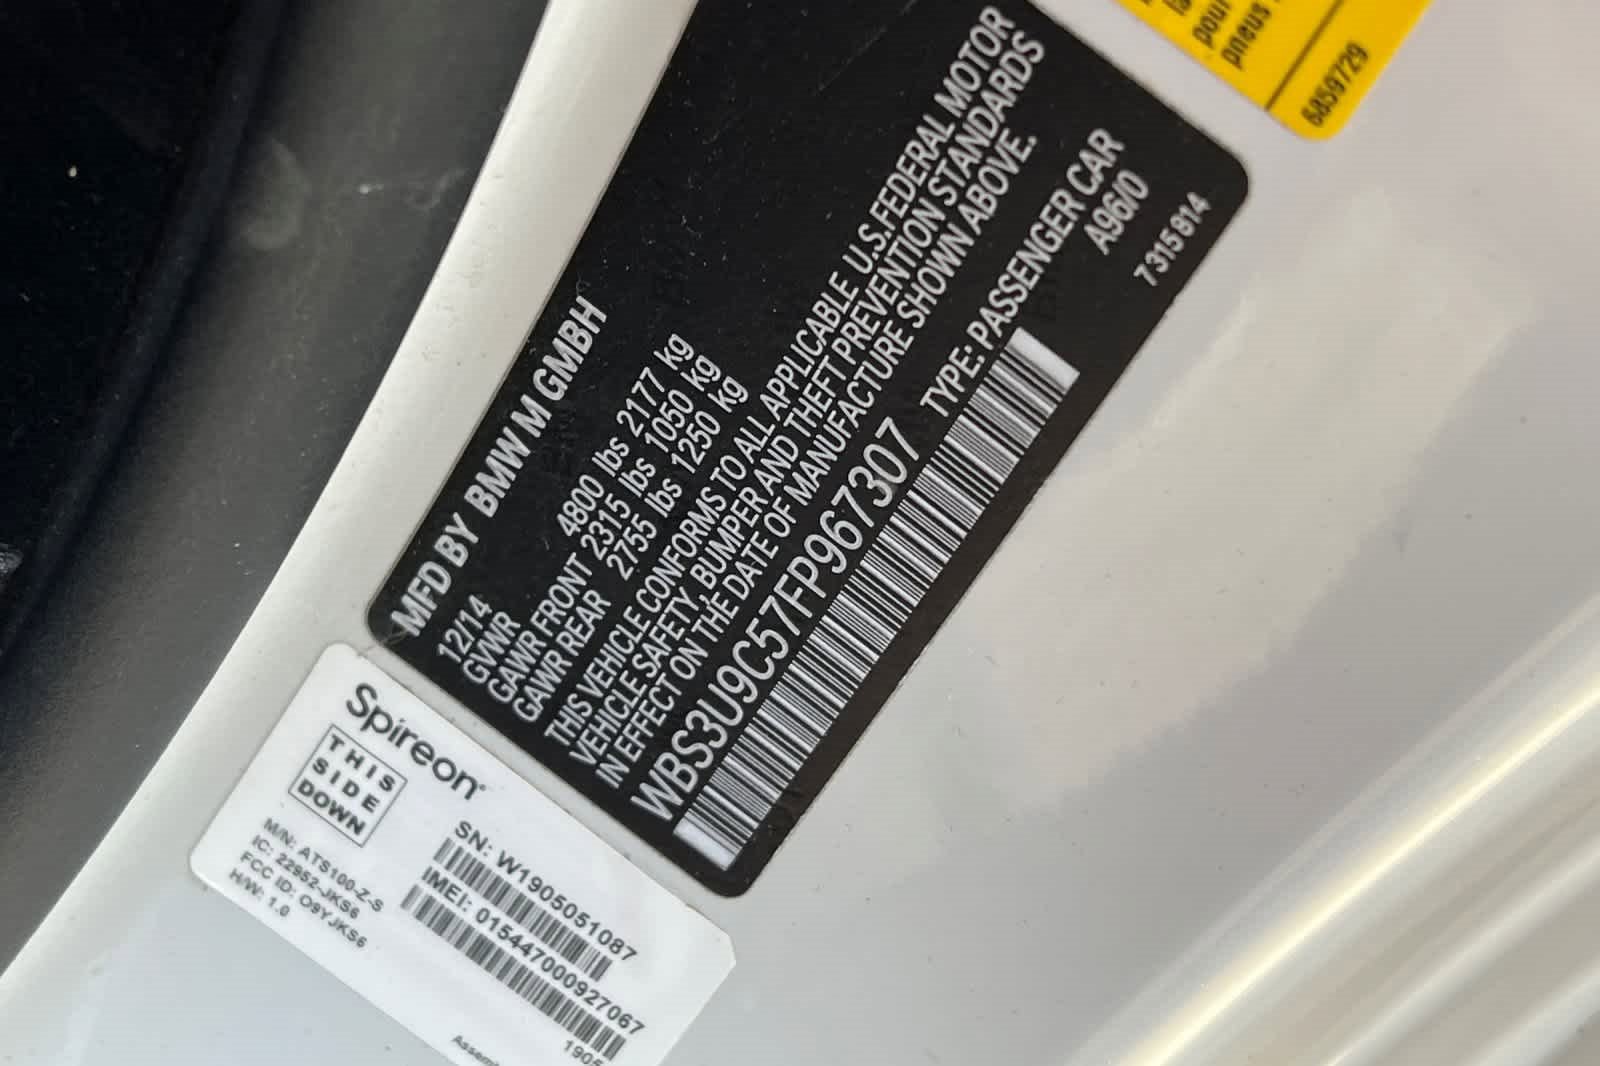 MFD BY BMW M GMBH
12/14
GVWR 4800 lbs 2177 kg
GAWR FRONT 2315 lbs 1050 kg
GAWR REAR 2755 lbs 1250 kg
THIS VEHICLE CONFORMS TO ALL APPLICABLE U.S.FEDERAL MOTOR
VEHICLE SAFETY, BUMPER AND THEFT PREVENTION STANDARDS
IN EFFECT ON THE DATE OF MANUFACTURE SHOWN ABOVE.
WBS3U9C57FP967307 TYPE: PASSENGER CAR
A96/0
7 315 814
pour
pneus
6859729
Spireon
THIS
SIDE
DOWN
M/N: ATS100-Z-S
IC: 22952-JKS6
FCC ID: O9YJKS6
H/W: 1.0
SN: W1905051087
IMEI: 015447000927067
1905